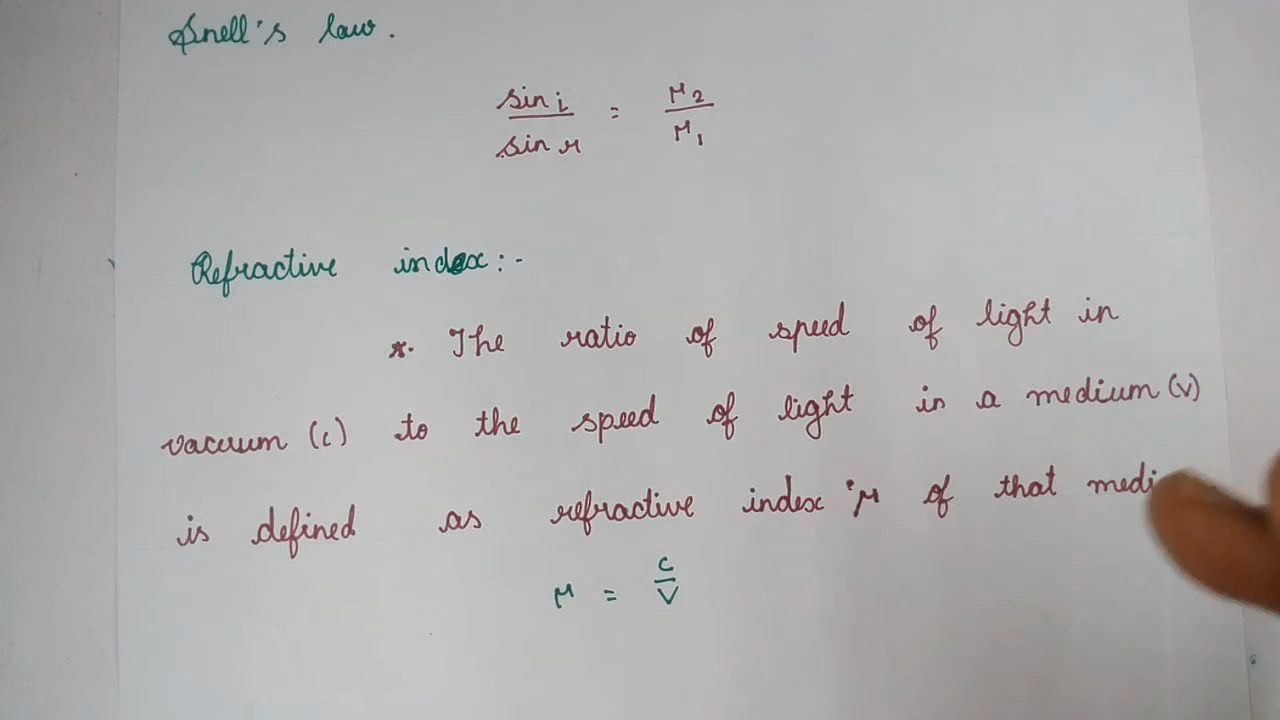 Snell's law.
sin i / sin r = μ2 / μ1
Refractive index:-
*. The ratio of speed of light in
vacuum (c) to the speed of light in a medium (v)
is defined as refractive index 'μ of that
μ = c / v